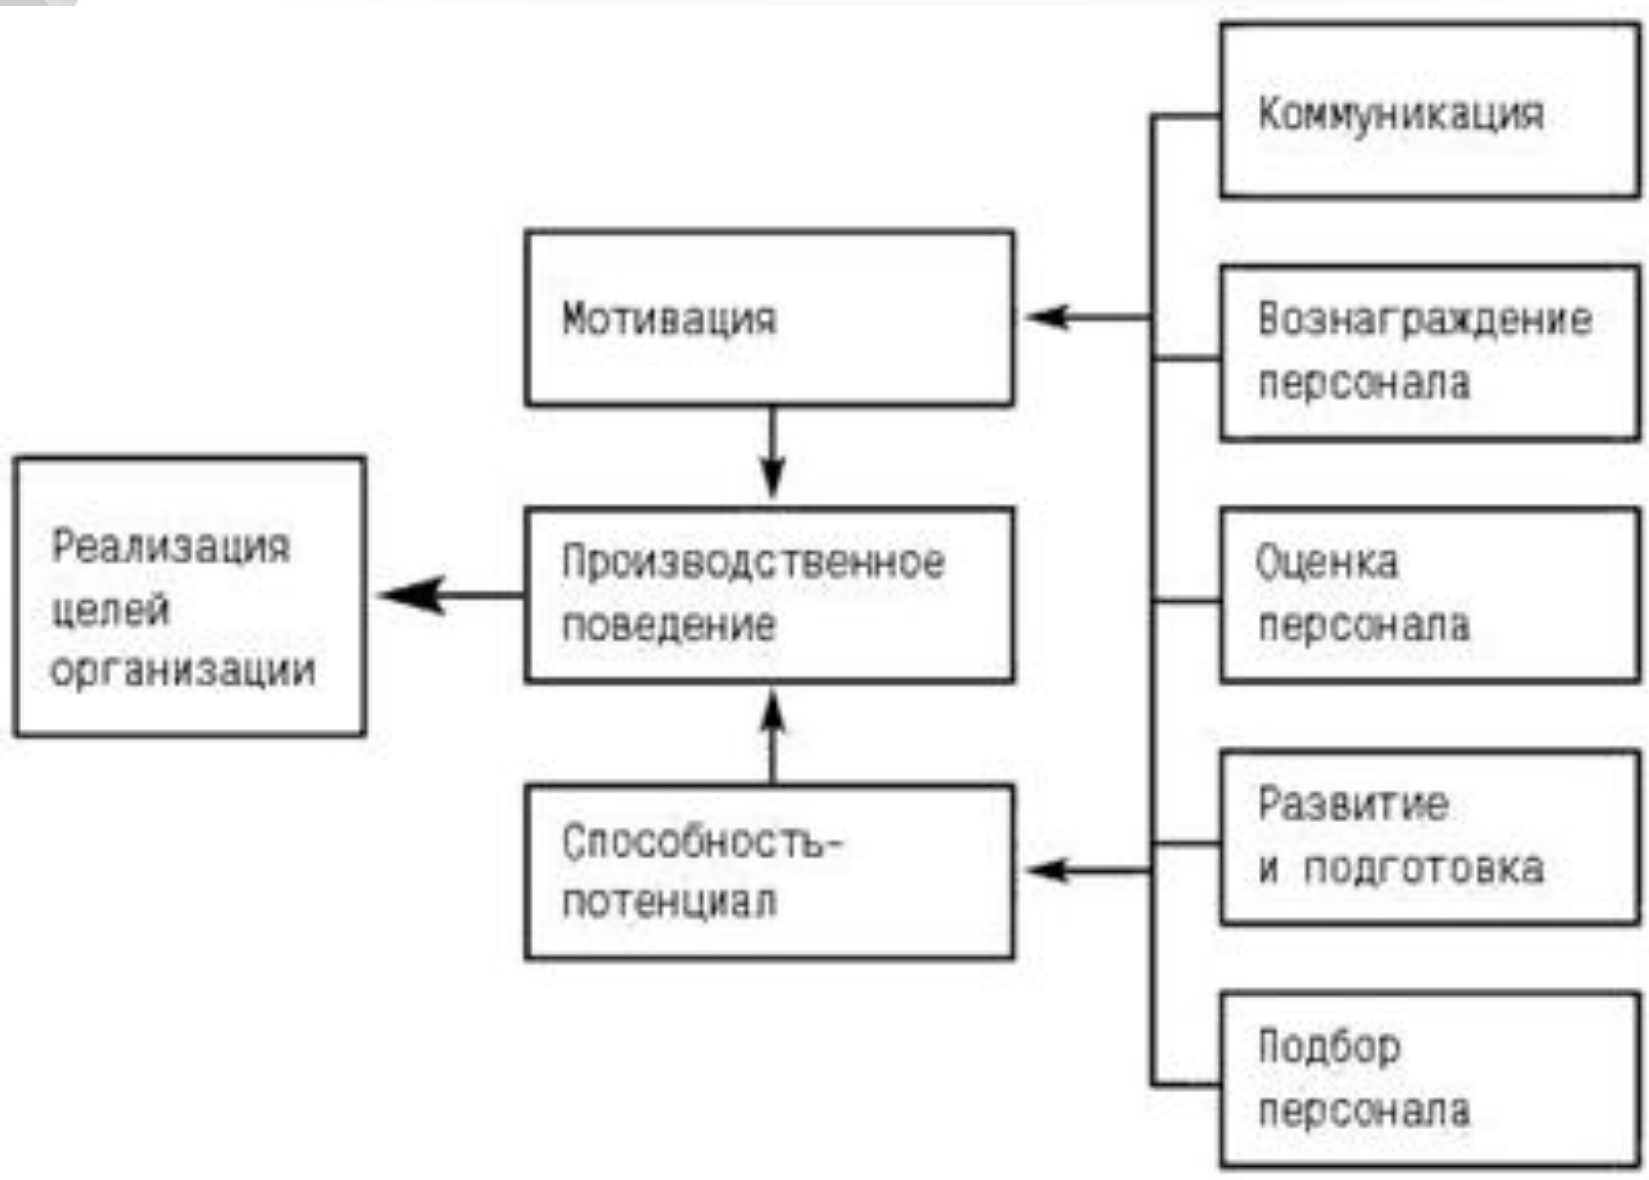 Коммуникация
Мотивация
Вознаграждение
персонала
Реализация
целей
организации
Производственное
поведение
Оценка
персонала
Способность-
потенциал
Развитие
и подготовка
Подбор
персонала